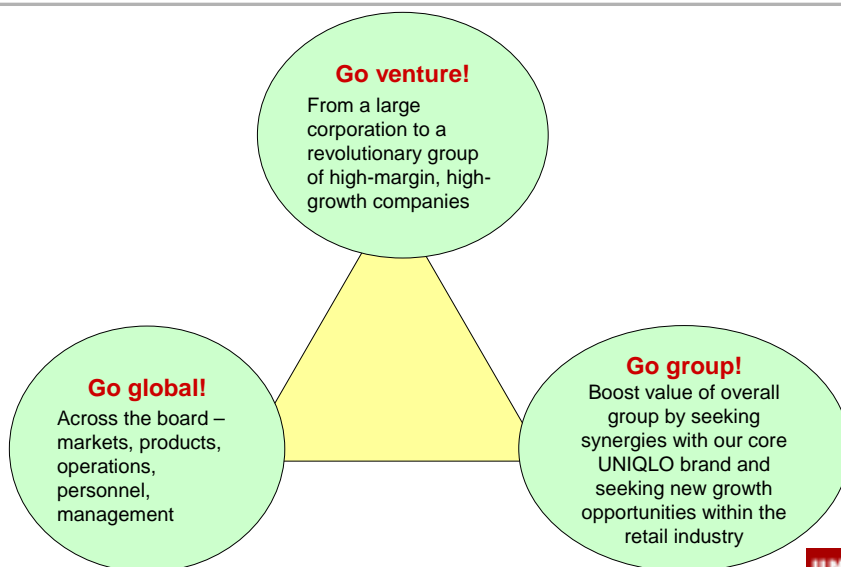 Go venture!
From a large
corporation to a
revolutionary group
of high-margin, high-
growth companies
Go global!
Across the board –
markets, products,
operations,
personnel,
management
Go group!
Boost value of overall
group by seeking
synergies with our core
UNIQLO brand and
seeking new growth
opportunities within the
retail industry